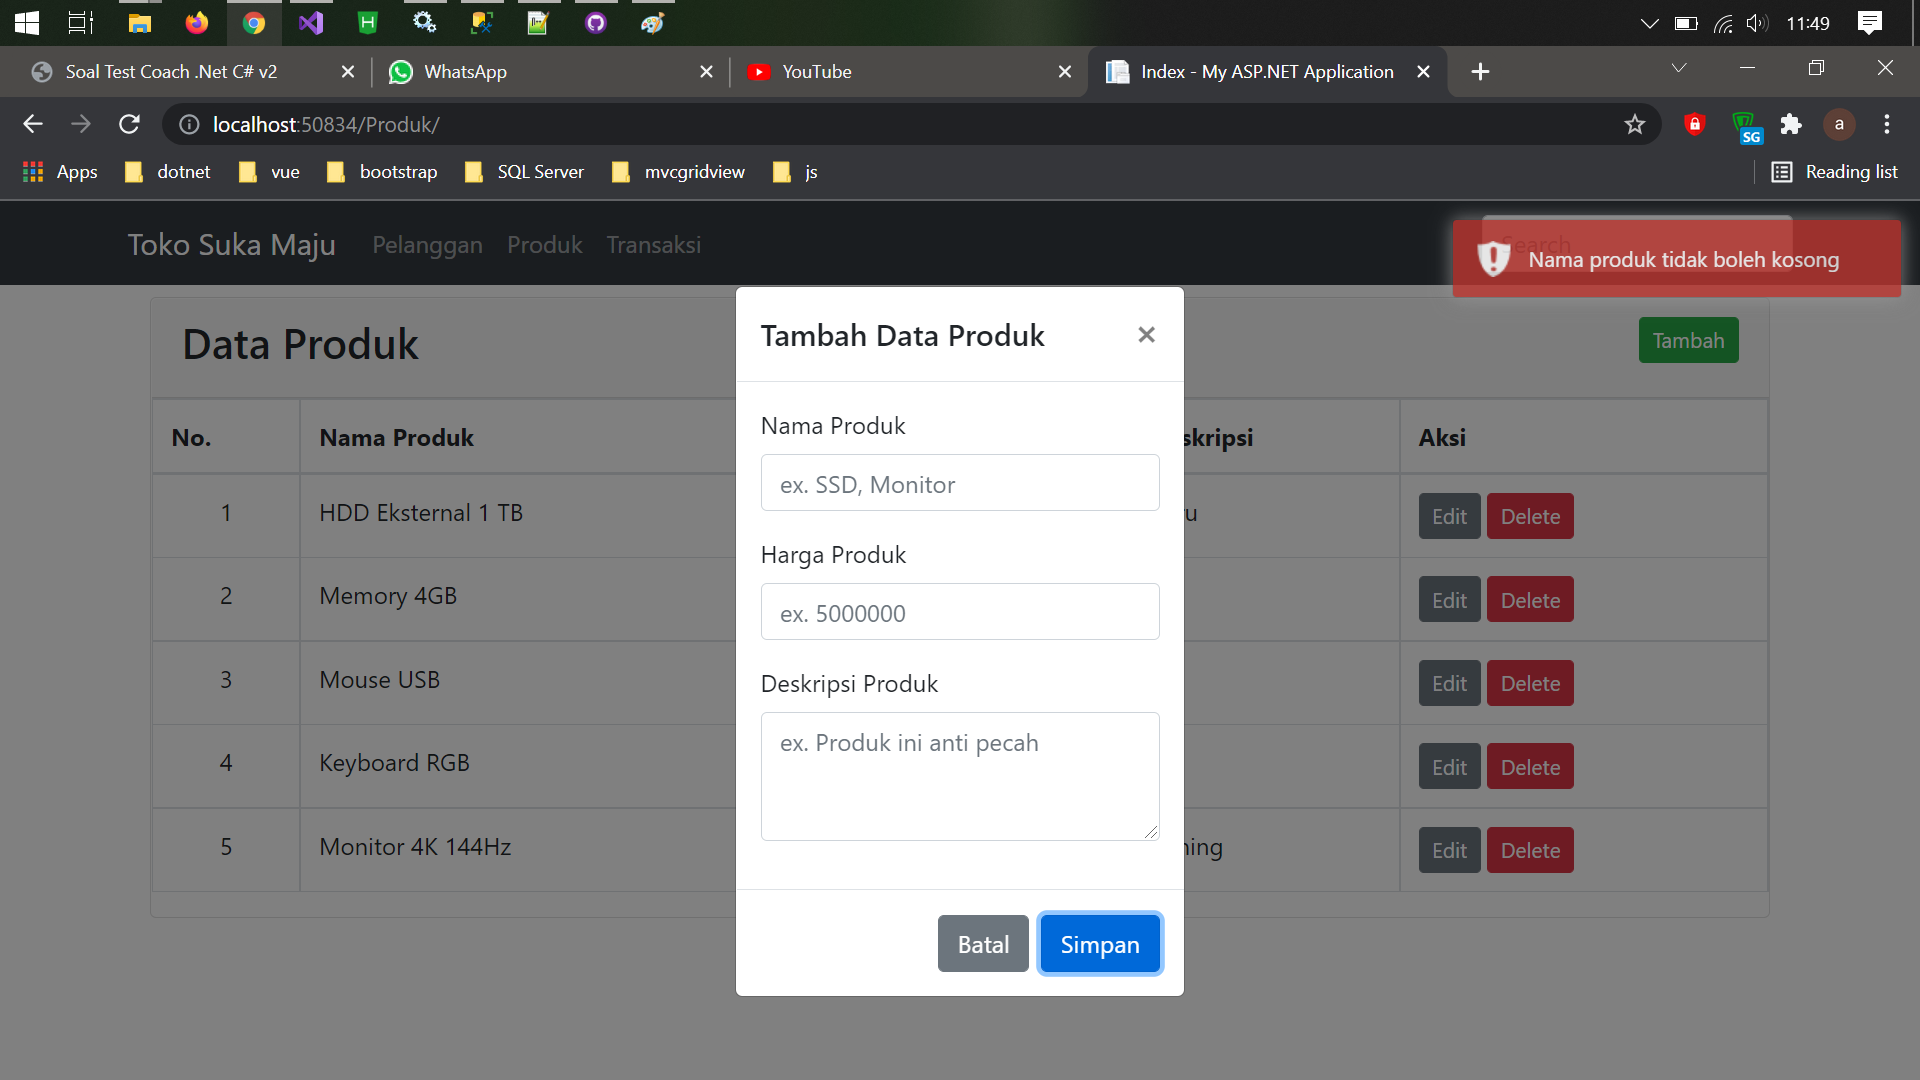 11:49
Soal Test Coach .Net C# v2
WhatsApp
YouTube
Index - My ASP.NET Application
localhost:50834/Produk/
SG
a
Apps
dotnet
vue
bootstrap
SQL Server
mvcgridview
js
Reading list
Toko Suka Maju
Pelanggan
Produk
Transaksi
Search
Nama produk tidak boleh kosong
Data Produk
Tambah
Tambah Data Produk
No.
Nama Produk
skripsi
Aksi
1
HDD Eksternal 1 TB
Edit
Delete
2
Memory 4GB
Edit
Delete
3
Mouse USB
Edit
Delete
4
Keyboard RGB
Edit
Delete
5
Monitor 4K 144Hz
Edit
Delete
Nama Produk
ex. SSD, Monitor
Harga Produk
ex. 5000000
Deskripsi Produk
ex. Produk ini anti pecah
Batal
Simpan